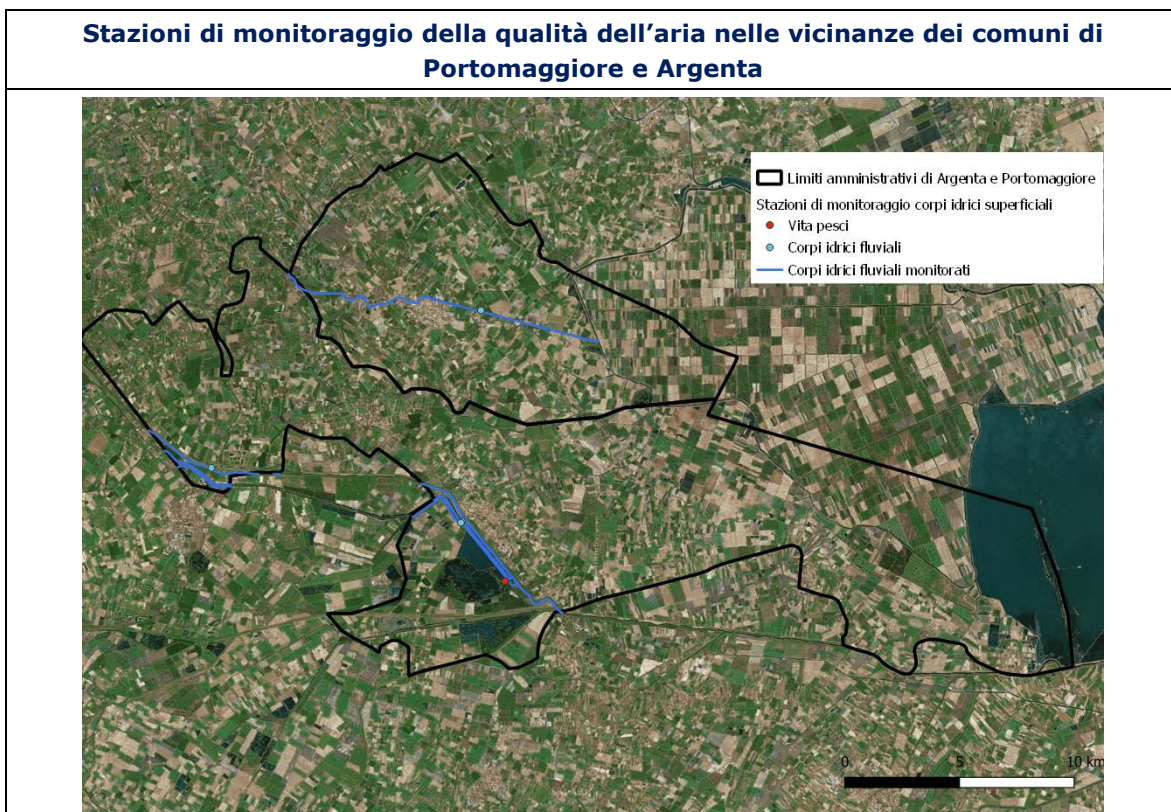 Stazioni di monitoraggio della qualità dell’aria nelle vicinanze dei comuni di
Portomaggiore e Argenta
Limiti amministrativi di Argenta e Portomaggiore
Stazioni di monitoraggio corpi idrici superficiali
Vita pesci
Corpi idrici fluviali
Corpi idrici fluviali monitorati
0 5 10 km